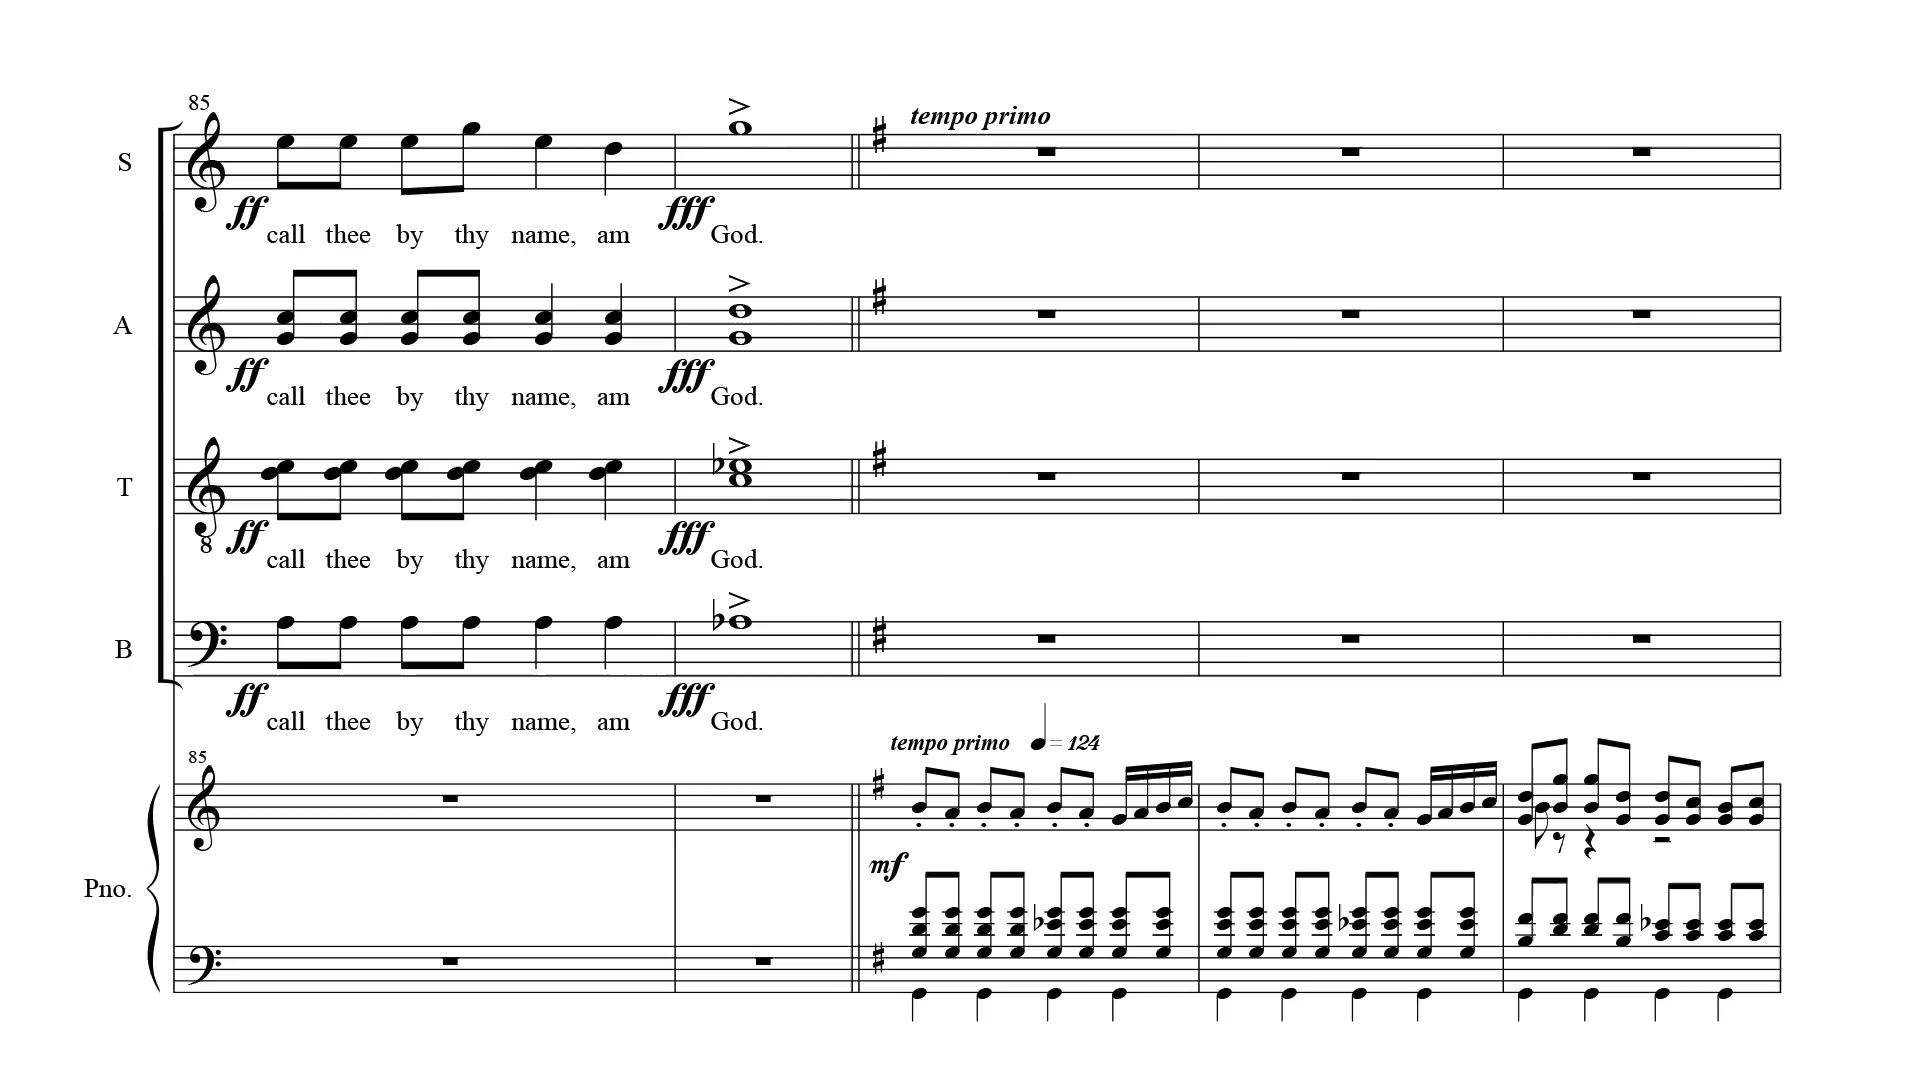 85
tempo primo
S
ff
fff
call thee by thy name, am God.
A
ff
fff
call thee by thy name, am God.
T
8
ff
fff
call thee by thy name, am God.
B
ff
fff
call thee by thy name, am God.
85
tempo primo ♩ = 124
mf
Pno.